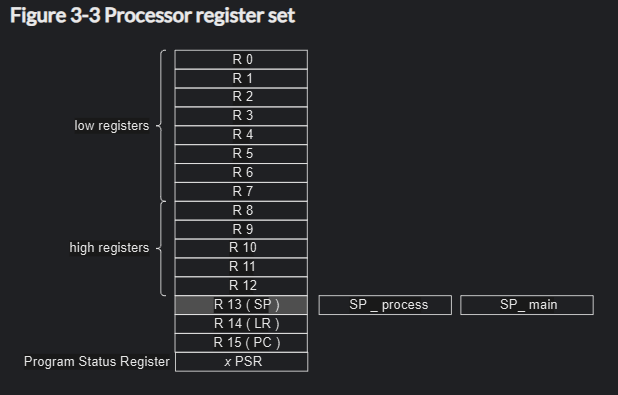 Figure 3-3 Processor register set
R 0
R 1
R 2
R 3
low registers
R 4
R 5
R 6
R 7
R 8
R 9
high registers
R 10
R 11
R 12
R 13 ( SP ) SP _ process SP_ main
R 14 ( LR )
R 15 ( PC )
Program Status Register x PSR